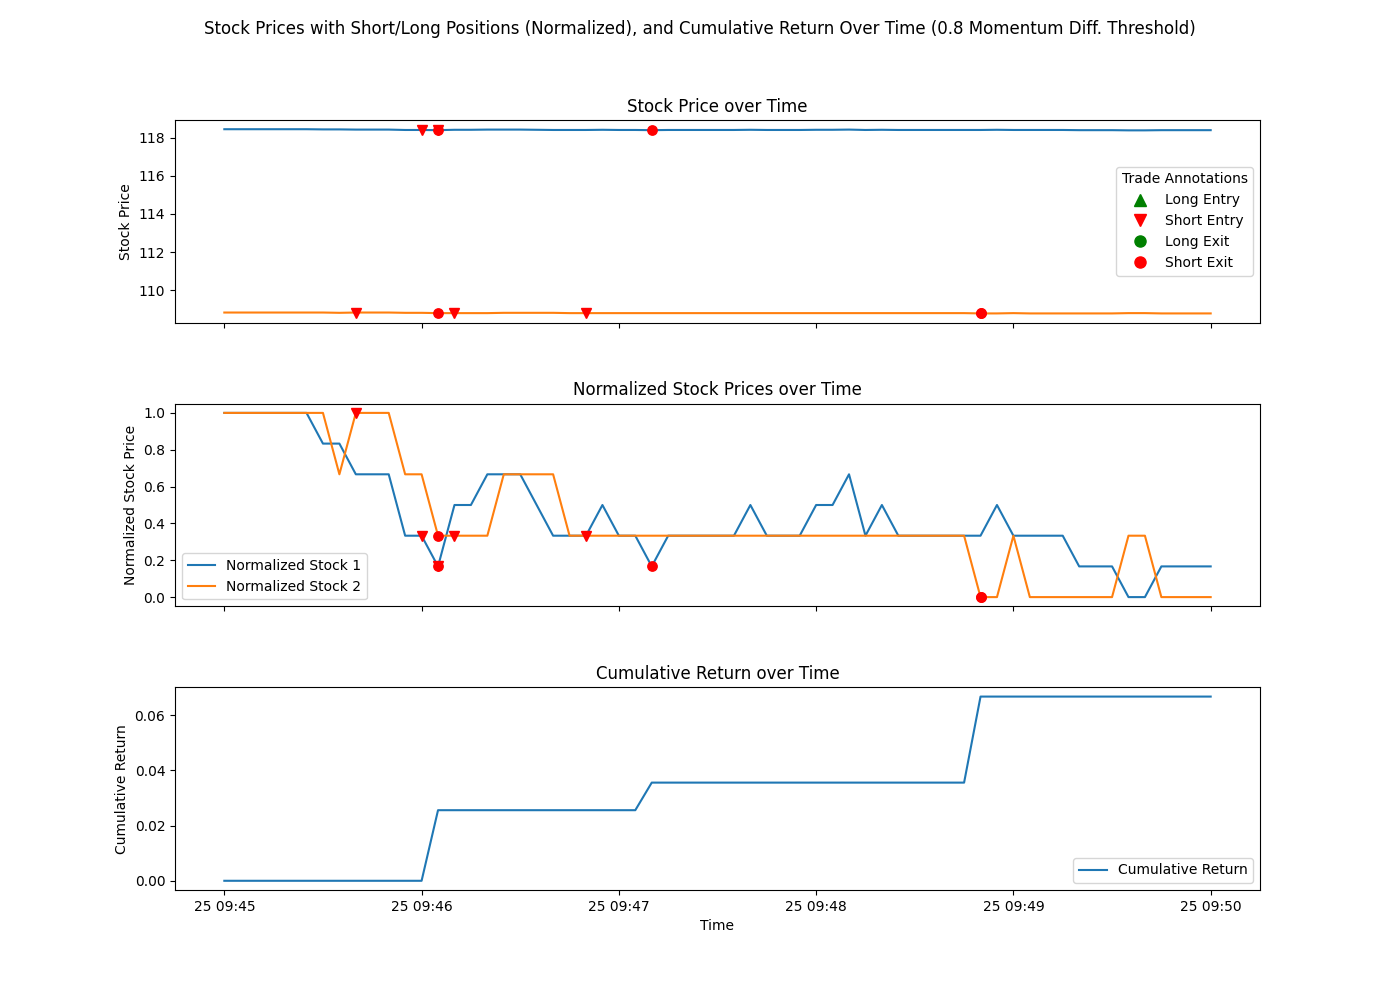 Stock Prices with Short/Long Positions (Normalized), and Cumulative Return Over Time (0.8 Momentum Diff. Threshold)
Stock Price over Time
Stock Price
118
116
114
112
110
Trade Annotations
Long Entry
Short Entry
Long Exit
Short Exit
Normalized Stock Prices over Time
Normalized Stock Price
1.0
0.8
0.6
0.4
0.2
0.0
Normalized Stock 1
Normalized Stock 2
Cumulative Return over Time
Cumulative Return
0.06
0.04
0.02
0.00
Cumulative Return
25 09:45 25 09:46 25 09:47 25 09:48 25 09:49 25 09:50
Time